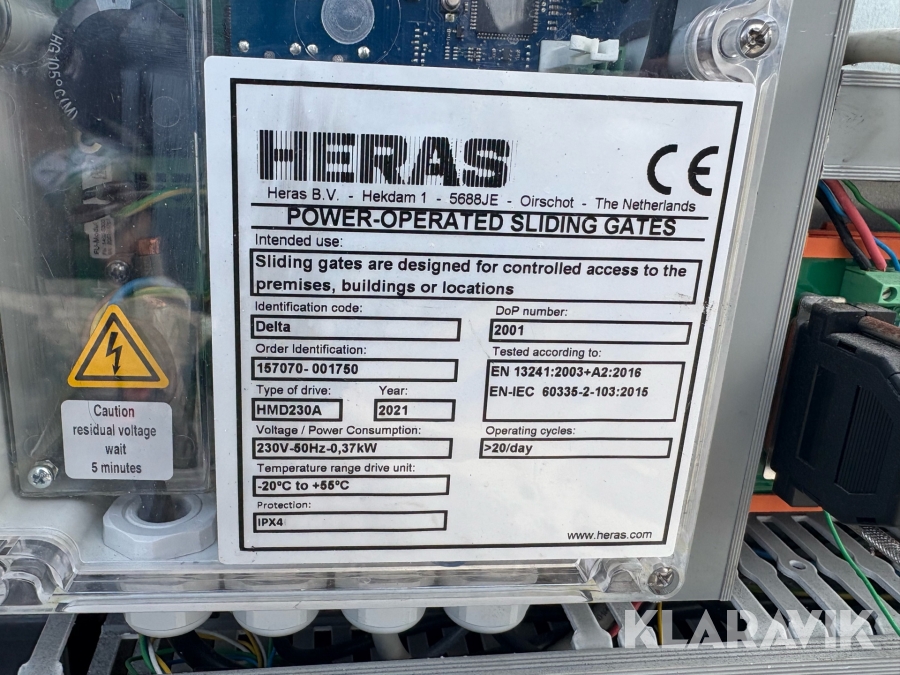 HG 105°C(M)
HERAS
CE
Heras B.V. - Hekdam 1 - 5688JE - Oirschot - The Netherlands
POWER-OPERATED SLIDING GATES
Intended use:
Sliding gates are designed for controlled access to the
premises, buildings or locations
Identification code:
Delta
DoP number:
2001
Order Identification:
157070- 001750
Tested according to:
EN 13241:2003+A2:2016
EN-IEC 60335-2-103:2015
Type of drive:
HMD230A
Year:
2021
Voltage / Power Consumption:
230V-50Hz-0,37kW
Operating cycles:
>20/day
Temperature range drive unit:
-20°C to +55°C
Protection:
IPX4
www.heras.com
Caution
residual voltage
wait
5 minutes
KLARAVIK